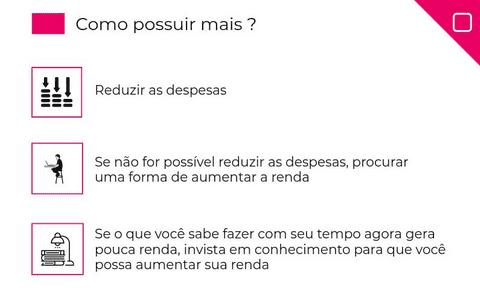 Como possuir mais ?
Reduzir as despesas
Se não for possível reduzir as despesas, procurar
uma forma de aumentar a renda
Se o que você sabe fazer com seu tempo agora gera
pouca renda, invista em conhecimento para que você
possa aumentar sua renda